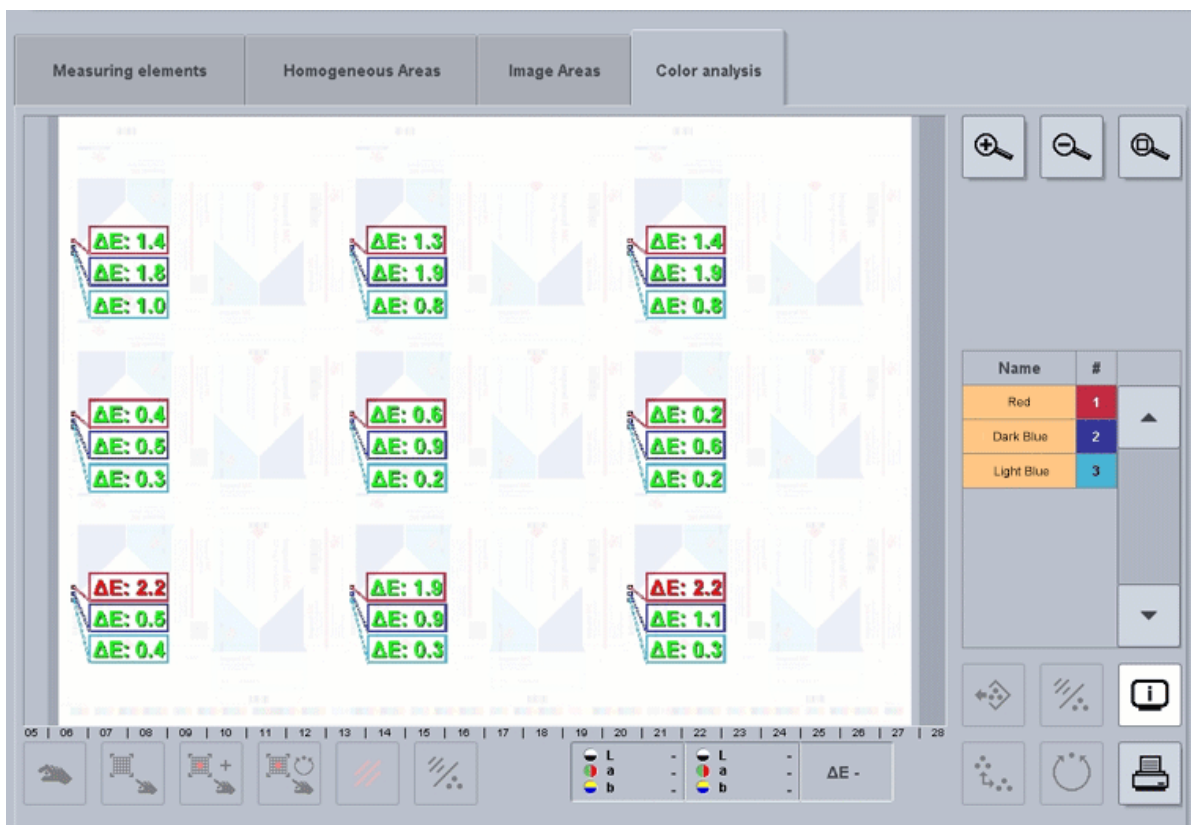 Measuring elements
Homogeneous Areas
Image Areas
Color analysis
ΔE: 1.4
ΔE: 1.3
ΔE: 1.4
ΔE: 1.8
ΔE: 1.9
ΔE: 1.9
ΔE: 1.0
ΔE: 0.8
ΔE: 0.8
Name #
Red 1
Dark Blue 2
Light Blue 3
ΔE: 0.4
ΔE: 0.6
ΔE: 0.2
ΔE: 0.5
ΔE: 0.9
ΔE: 0.6
ΔE: 0.3
ΔE: 0.2
ΔE: 0.2
ΔE: 2.2
ΔE: 1.9
ΔE: 2.2
ΔE: 0.5
ΔE: 0.9
ΔE: 1.1
ΔE: 0.4
ΔE: 0.3
ΔE: 0.3
05 | 06 | 07 | 08 | 09 | 10 | 11 | 12 | 13 | 14 | 15 | 16 | 17 | 18 | 19 | 20 | 21 | 22 | 23 | 24 | 25 | 26 | 27 | 28
L - L -
a - a -
b - b -
ΔE -